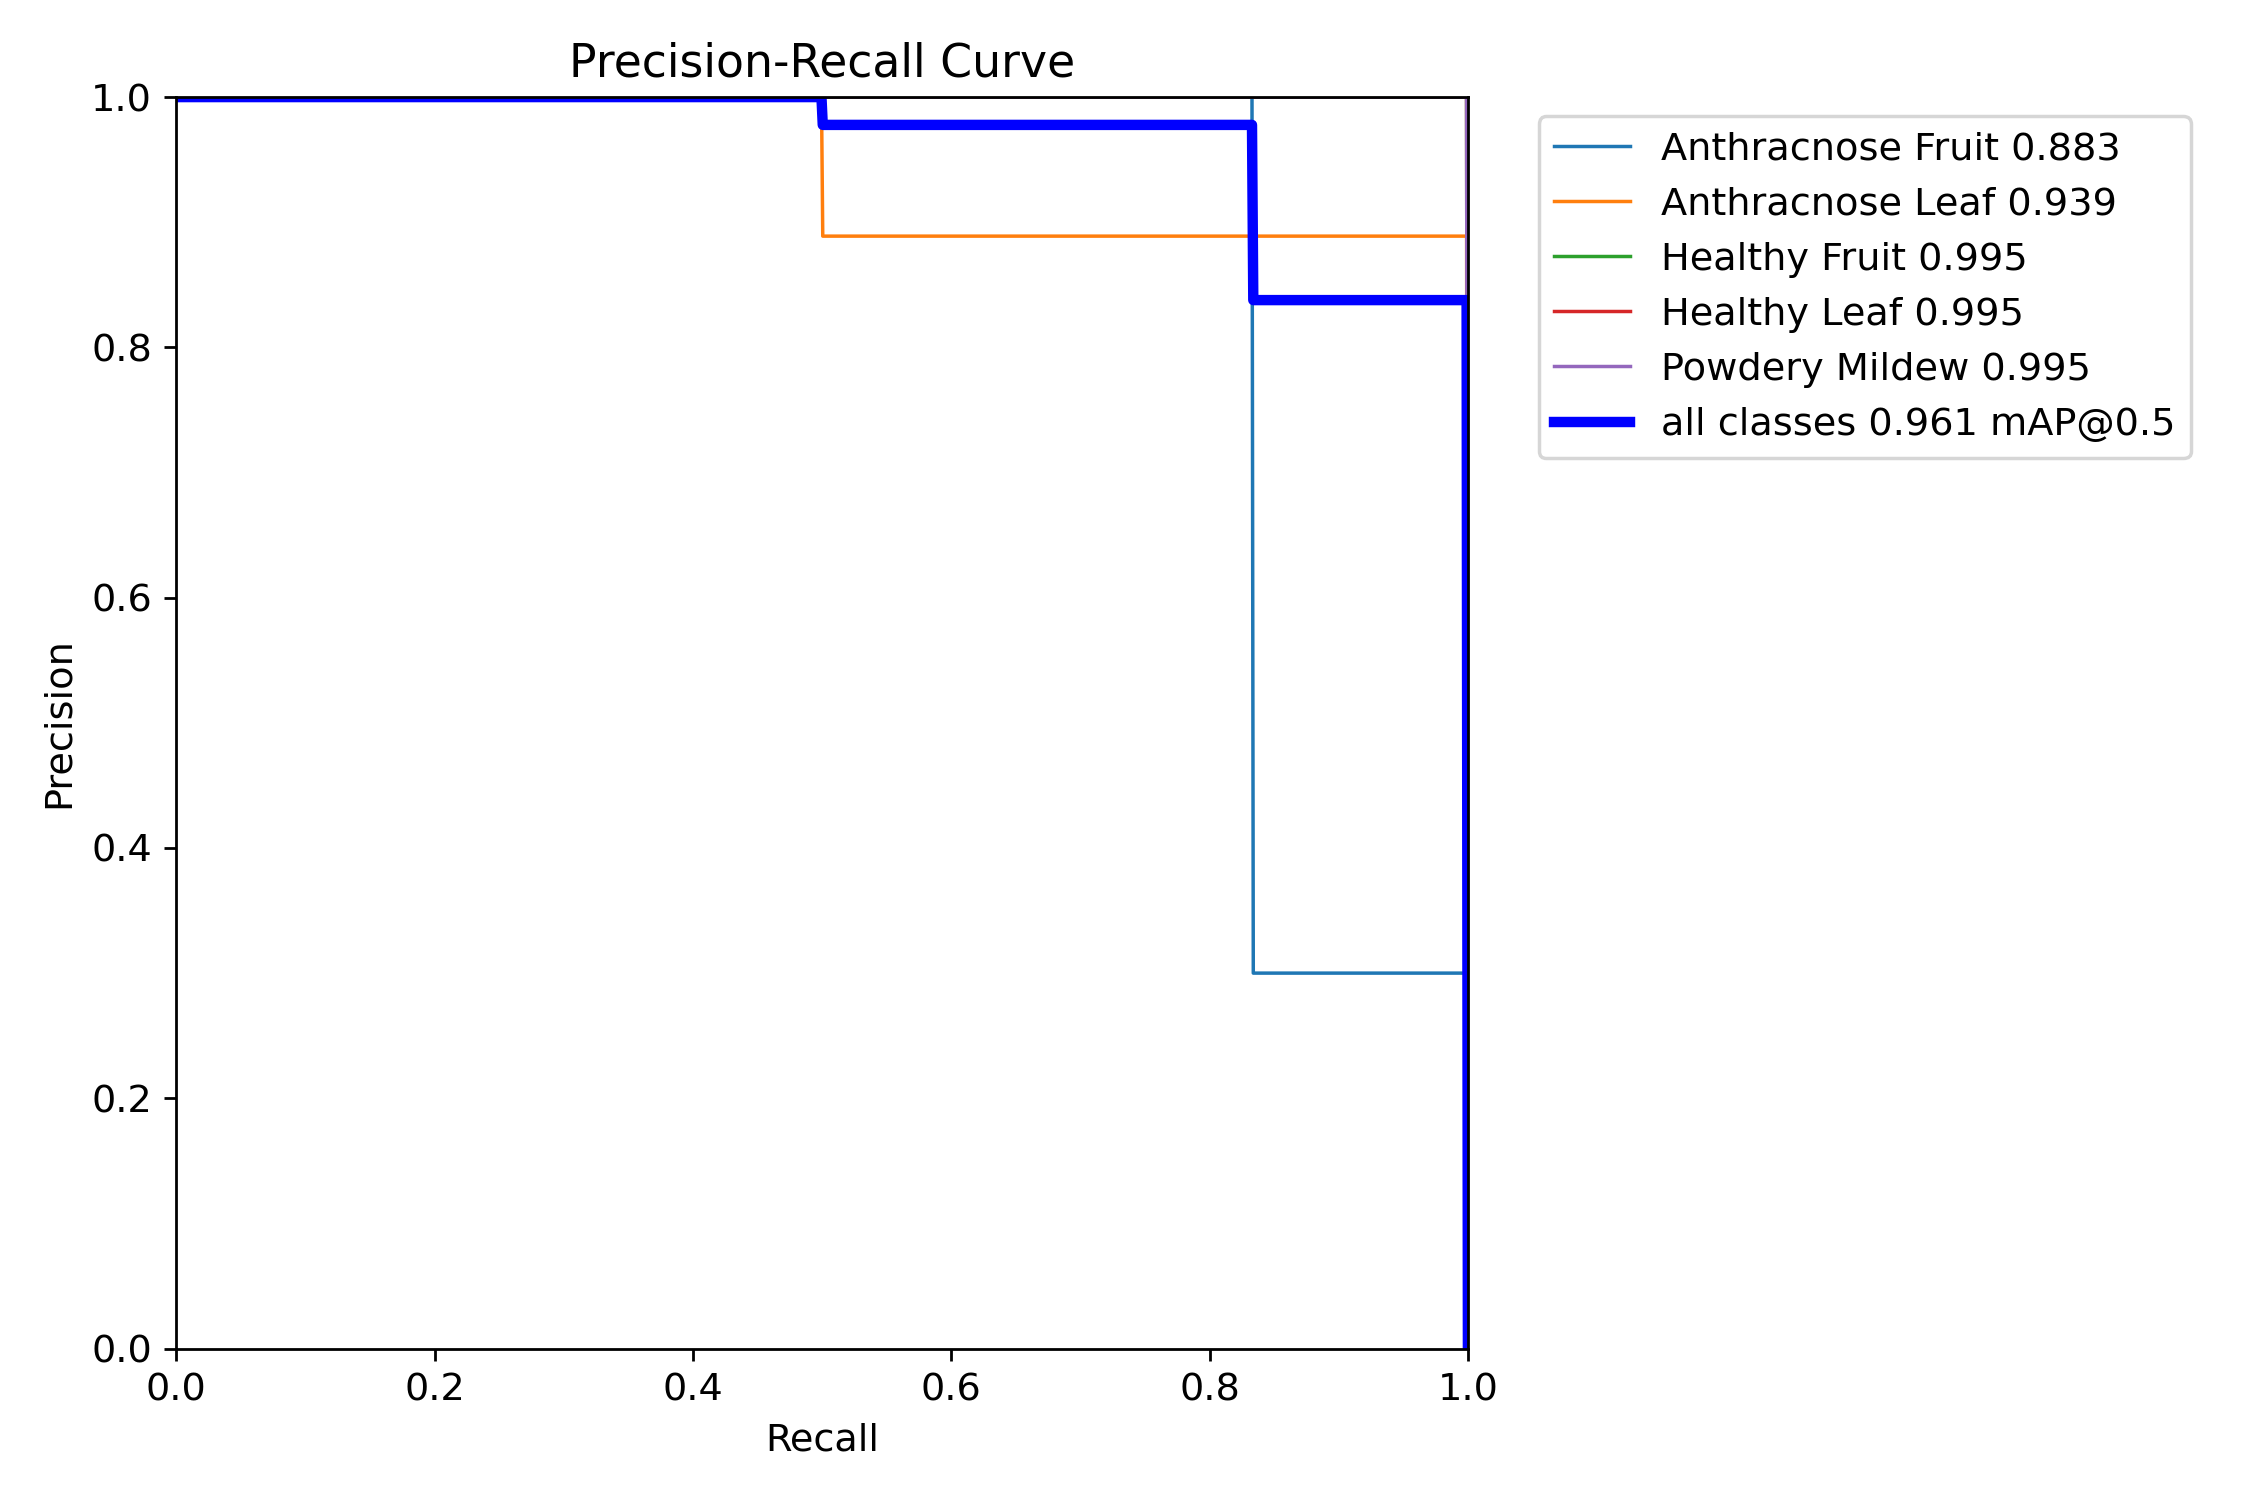 Precision-Recall Curve
1.0
0.8
0.6
0.4
0.2
0.0
Precision
0.0 0.2 0.4 0.6 0.8 1.0
Recall
Anthracnose Fruit 0.883
Anthracnose Leaf 0.939
Healthy Fruit 0.995
Healthy Leaf 0.995
Powdery Mildew 0.995
all classes 0.961 mAP@0.5